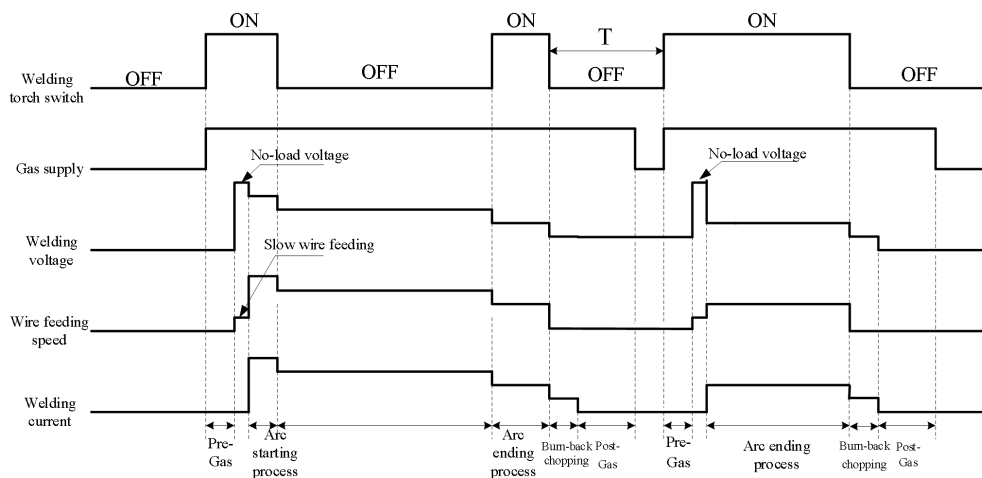 ON
ON
T
ON
OFF
OFF
OFF
OFF
Welding
torch switch
Gas supply
No-load voltage
No-load voltage
Welding
voltage
Slow wire feeding
Wire feeding
speed
Welding
current
Pre-
Gas
Arc
starting
process
Arc
ending
process
Burn-back
chopping
Post-
Gas
Pre-
Gas
Arc ending
process
Burn-back
chopping
Post-
Gas